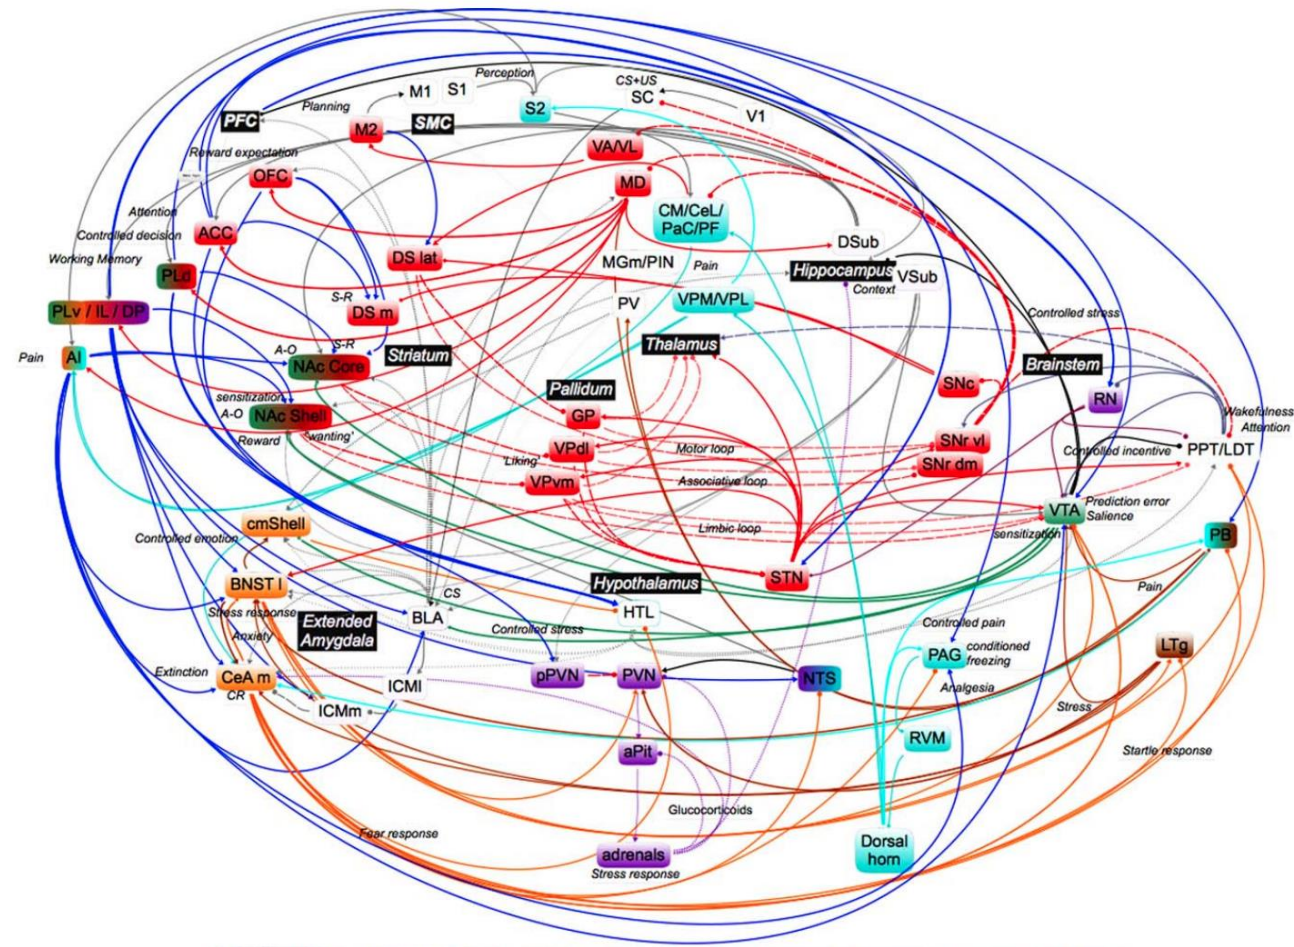 Perception
CS+US
M1
S1
SC
Planning
S2
V1
PFC
M2
SMC
Reward expectation
VA/VL
OFC
MD
Attention
CM/CeL/
PaC/PF
Controlled decision
ACC
DSub
Working Memory
DS lat
MGm/PIN
Pain
Hippocampus
VSub
PLd
Context
S-R
PV
VPM/VPL
PLv / IL / DP
DS m
Controlled stress
S-R
Thalamus
Pain
AI
A-O
Striatum
NAc Core
Brainstem
Pallidum
SNc
RN
sensitization
A-O
NAc Shell
GP
Wakefulness
Attention
Reward
'wanting'
SNr vl
VPdl
Motor loop
Controlled incentive
PPT/LDT
'Liking'
SNr dm
VPvm
Associative loop
VTA
Prediction error
Salience
cmShell
Limbic loop
sensitization
PB
Controlled emotion
BNST l
Hypothalamus
STN
Pain
CS
Stress response
Extended
Amygdala
BLA
HTL
Controlled stress
Controlled pain
Anxiety
PAG
conditioned
freezing
LTg
Extinction
CeA m
pPVN
PVN
NTS
CR
ICMl
Analgesia
ICMm
Stress
RVM
aPit
Startle response
Glucocorticoids
Fear response
adrenals
Dorsal
horn
Stress response